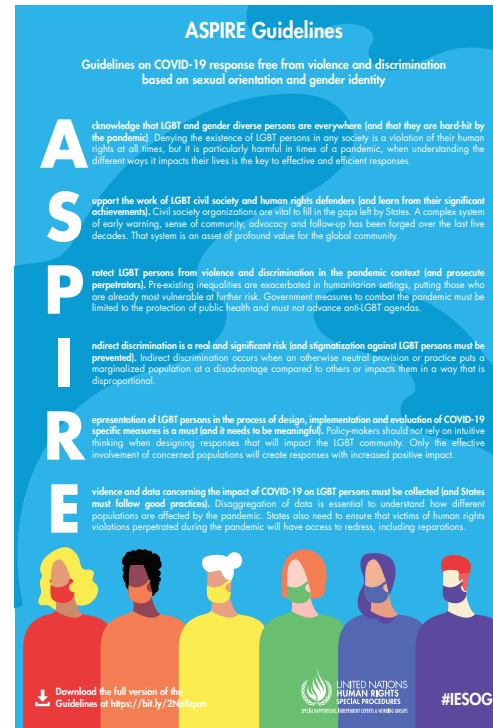 ASPIRE Guidelines
Guidelines on COVID-19 response free from violence and discrimination
based on sexual orientation and gender identity
A
cknowledge that LGBT and gender diverse persons are everywhere (and that they are hard-hit by
the pandemic). Denying the existence of LGBT persons in any society is a violation of their human
rights at all times, but it is particularly harmful in times of a pandemic, when understanding the
different ways it impacts their lives is the key to effective and efficient responses.
S
upport the work of LGBT civil society and human rights defenders (and learn from their significant
achievements). Civil society organizations are vital to fill in the gaps left by States. A complex system
of early warning, sense of community, advocacy and follow-up has been forged over the last five
decades. That system is an asset of profound value for the global community.
P
rotect LGBT persons from violence and discrimination in the pandemic context (and prosecute
perpetrators). Pre-existing inequalities are exacerbated in humanitarian settings, putting those who
are already most vulnerable at further risk. Government measures to combat the pandemic must be
limited to the protection of public health and must not advance anti-LGBT agendas.
I
ndirect discrimination is a real and significant risk (and stigmatization against LGBT persons must be
prevented). Indirect discrimination occurs when an otherwise neutral provision or practice puts a
marginalized population at a disadvantage compared to others or impacts them in a way that is
disproportional.
R
epresentation of LGBT persons in the process of design, implementation and evaluation of COVID-19
specific measures is a must (and it needs to be meaningful). Policy-makers should not rely on intuitive
thinking when designing responses that will impact the LGBT community. Only the effective
involvement of concerned populations will create responses with increased positive impact.
E
vidence and data concerning the impact of COVID-19 on LGBT persons must be collected (and States
must follow good practices). Disaggregation of data is essential to understand how different
populations are affected by the pandemic. States also need to ensure that victims of human rights
violations perpetrated during the pandemic will have access to redress, including reparations.
Download the full version of the
Guidelines at https://bit.ly/2NaRqxm
UNITED NATIONS
HUMAN RIGHTS
SPECIAL PROCEDURES
SPECIAL RAPPORTEURS, INDEPENDENT EXPERTS & WORKING GROUPS
#IESOG